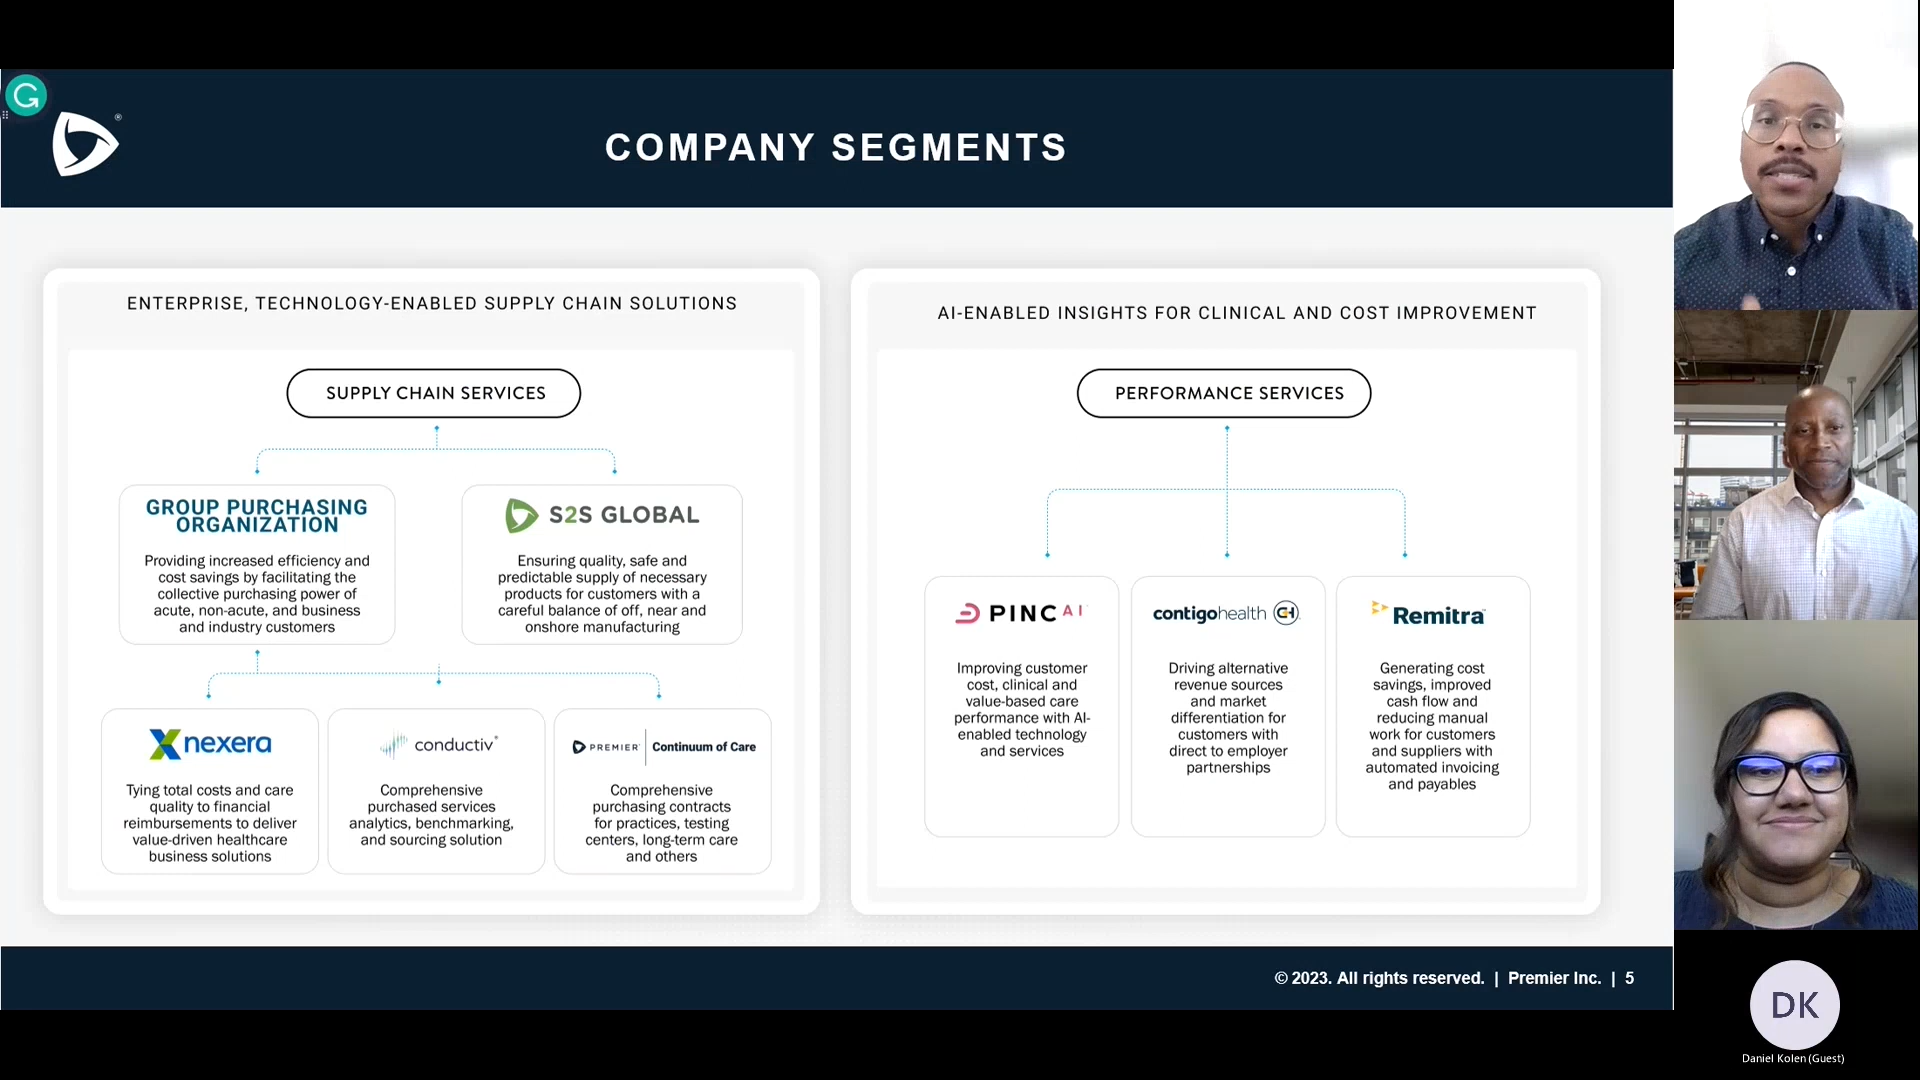 COMPANY SEGMENTS
ENTERPRISE, TECHNOLOGY-ENABLED SUPPLY CHAIN SOLUTIONS
SUPPLY CHAIN SERVICES
GROUP PURCHASING
ORGANIZATION
Providing increased efficiency and
cost savings by facilitating the
collective purchasing power of
acute, non-acute, and business
and industry customers
S2S GLOBAL
Ensuring quality, safe and
predictable supply of necessary
products for customers with a
careful balance of off, near and
onshore manufacturing
nexera
Tying total costs and care
quality to financial
reimbursements to deliver
value-driven healthcare
business solutions
conductiv®
Comprehensive
purchased services
analytics, benchmarking,
and sourcing solution
PREMIER | Continuum of Care
Comprehensive
purchasing contracts
for practices, testing
centers, long-term care
and others
AI-ENABLED INSIGHTS FOR CLINICAL AND COST IMPROVEMENT
PERFORMANCE SERVICES
PINC AI
Improving customer
cost, clinical and
value-based care
performance with AI-
enabled technology
and services
contigohealth CH
Driving alternative
revenue sources
and market
differentiation for
customers with
direct to employer
partnerships
Remitra
Generating cost
savings, improved
cash flow and
reducing manual
work for customers
and suppliers with
automated invoicing
and payables
© 2023. All rights reserved. | Premier Inc. | 5
DK
Daniel Kolen (Guest)